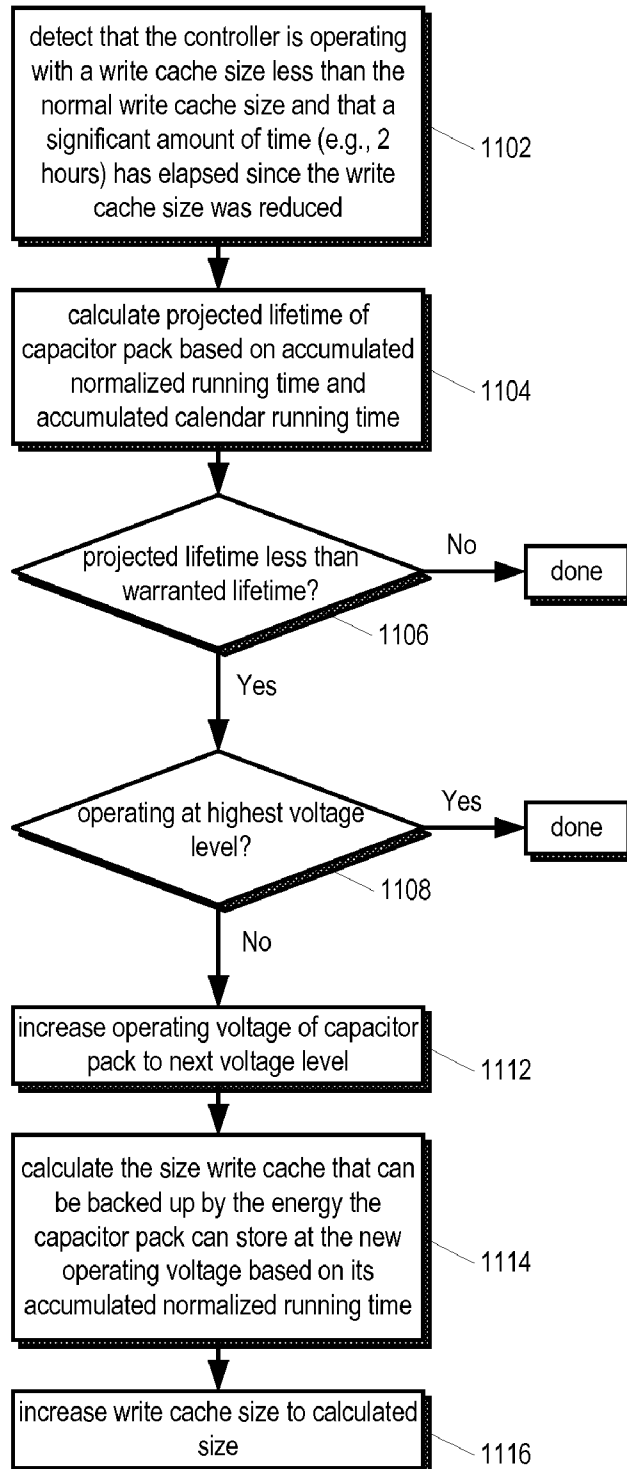 detect that the controller is operating
with a write cache size less than the
normal write cache size and that a
significant amount of time (e.g., 2
hours) has elapsed since the write
cache size was reduced
1102
calculate projected lifetime of
capacitor pack based on accumulated
normalized running time and
accumulated calendar running time
1104
projected lifetime less than
warranted lifetime?
No
done
1106
Yes
operating at highest voltage
level?
Yes
done
1108
No
increase operating voltage of capacitor
pack to next voltage level
1112
calculate the size write cache that can
be backed up by the energy the
capacitor pack can store at the new
operating voltage based on its
accumulated normalized running time
1114
increase write cache size to calculated
size
1116